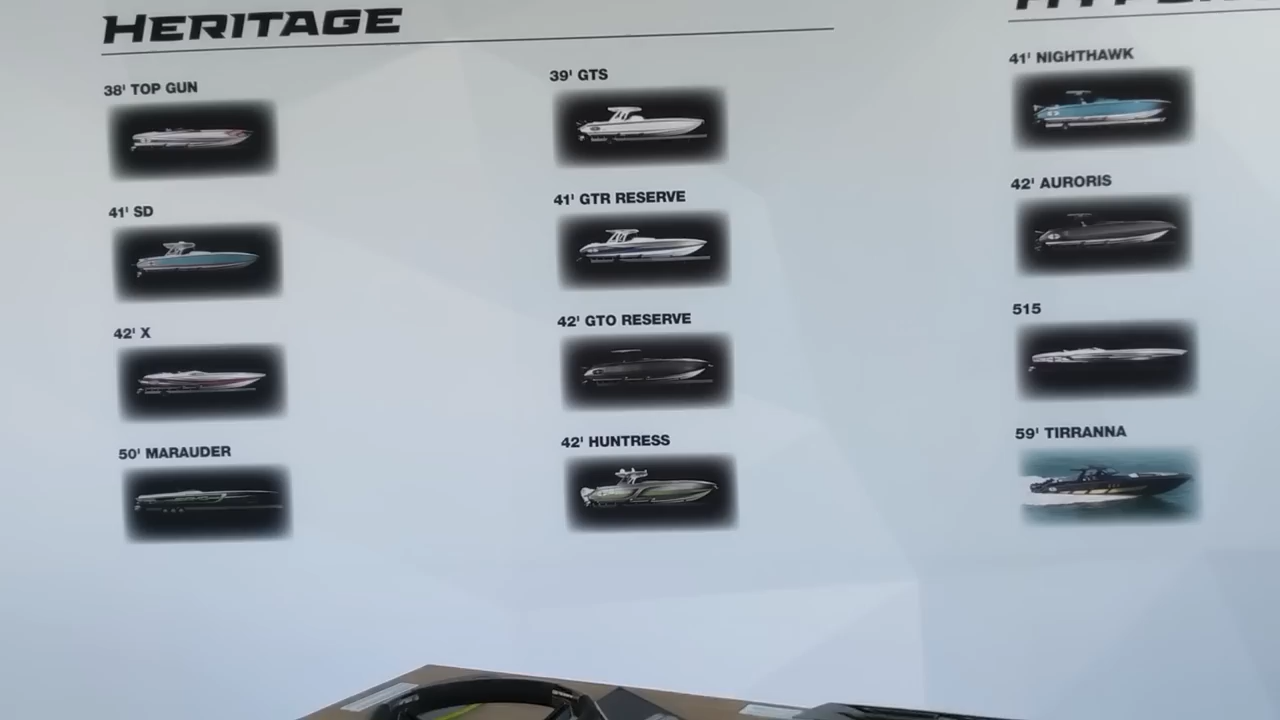 HERITAGE
38' TOP GUN
41' SD
42' X
50' MARAUDER
39' GTS
41' GTR RESERVE
42' GTO RESERVE
42' HUNTRESS
41' NIGHTHAWK
42' AURORIS
515
59' TIRRANNA